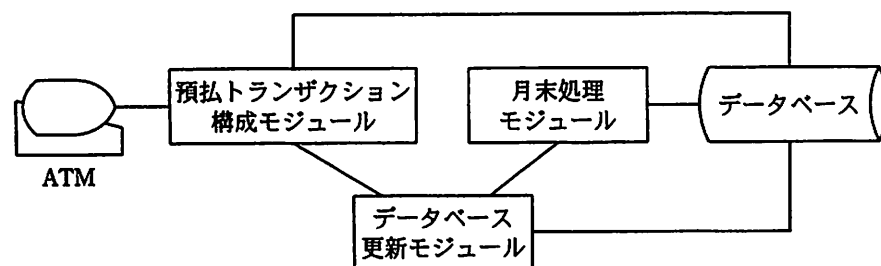 預払トランザクション
構成モジュール
月末処理
モジュール
データベース
ATM
データベース
更新モジュール